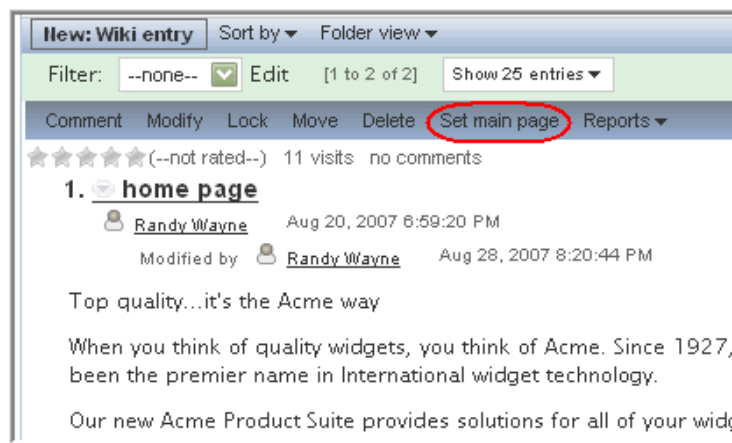 New: Wiki entry Sort by Folder view
Filter: --none-- Edit [1 to 2 of 2] Show 25 entries
Comment Modify Lock Move Delete Set main page Reports
(--not rated--) 11 visits no comments
1. home page
Randy Wayne Aug 20, 2007 6:59:20 PM
Modified by Randy Wayne Aug 28, 2007 8:20:44 PM
Top quality...it's the Acme way
When you think of quality widgets, you think of Acme. Since 1927,
been the premier name in International widget technology.
Our new Acme Product Suite provides solutions for all of your